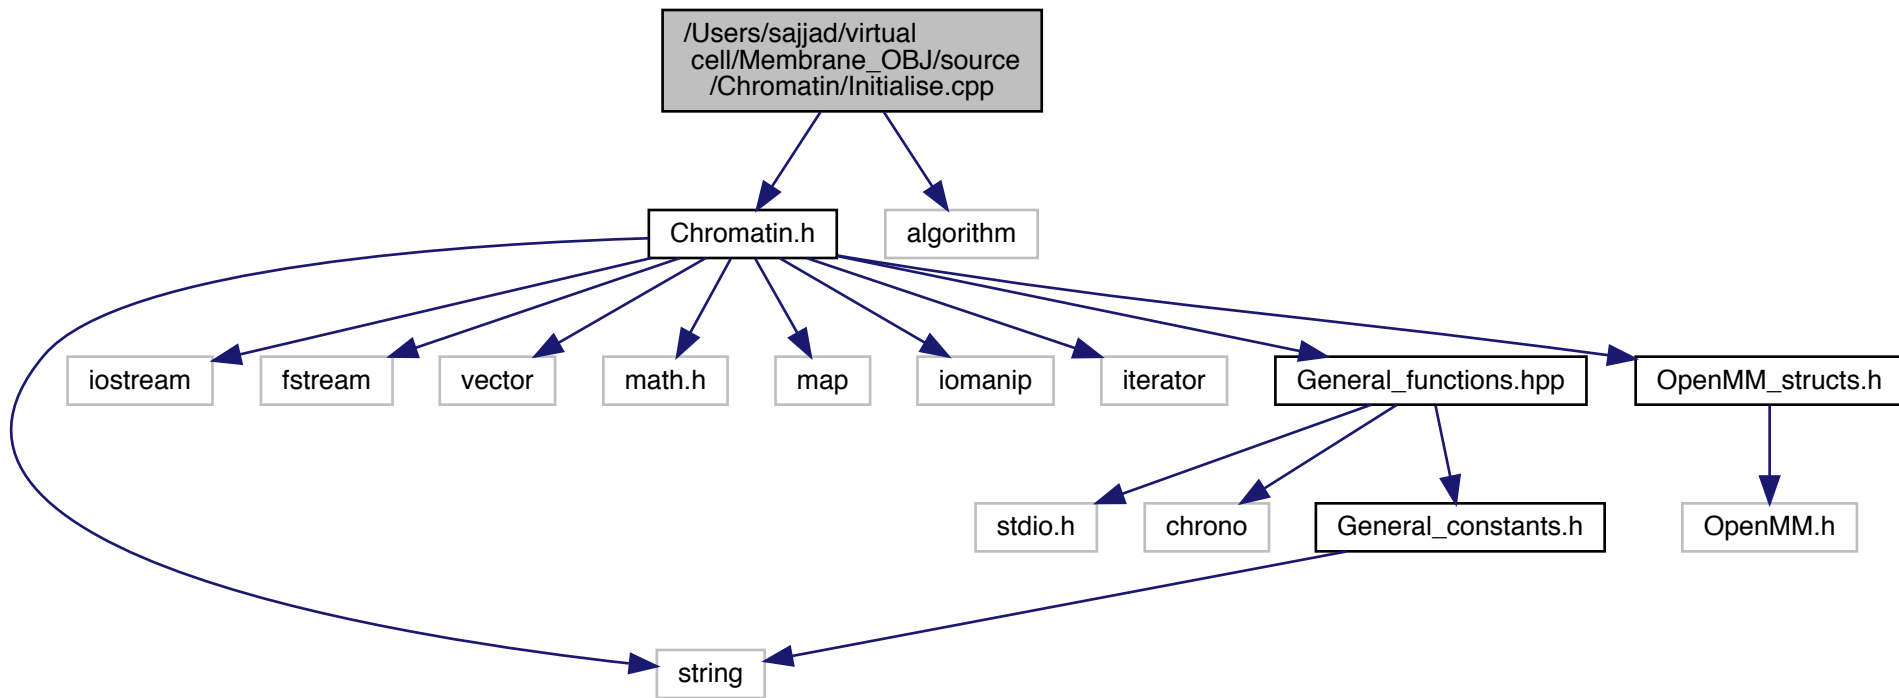 /Users/sajjad/virtual
cell/Membrane_OBJ/source
/Chromatin/Initialise.cpp
Chromatin.h
algorithm
iostream
fstream
vector
math.h
map
iomanip
iterator
General_functions.hpp
OpenMM_structs.h
stdio.h
chrono
General_constants.h
OpenMM.h
string